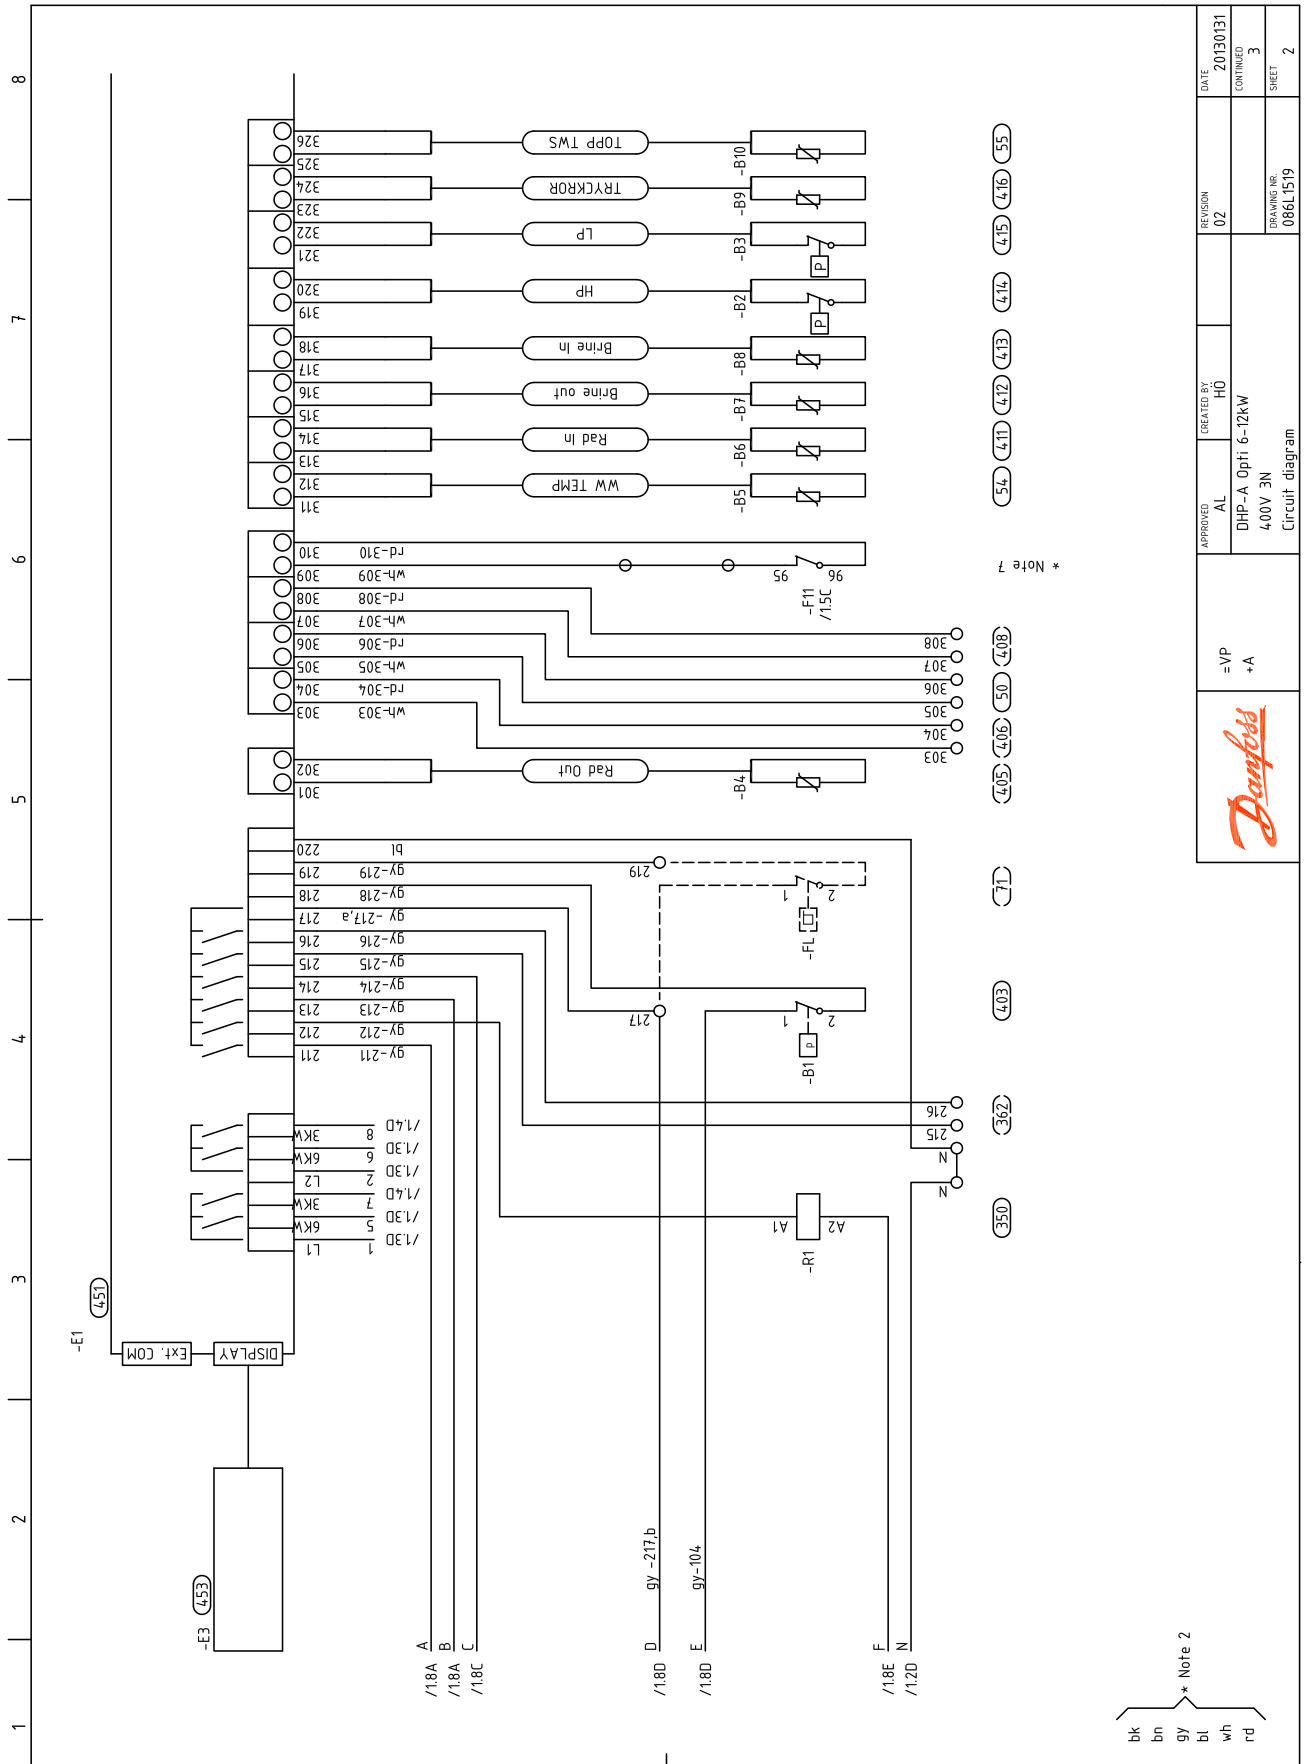 1
2
3
4
5
6
7
8
-E1
451
-E3
453
Ext. COM
DISPLAY
L1
1
/1.3D
6KW
5
/1.3D
3KW
7
/1.4D
L2
2
/1.3D
6KW
6
/1.3D
3KW
8
/1.4D
211
gy-211
212
gy-212
213
gy-213
214
gy-214
215
gy-215
216
gy-216
217
gy-217,a
218
gy-218
219
gy-219
220
bl
301
302
303
wh-303
304
rd-304
305
wh-305
306
rd-306
307
wh-307
308
rd-308
309
wh-309
310
rd-310
311
312
313
314
315
316
317
318
319
320
321
322
323
324
325
326
Rad Out
WW TEMP
Rad In
Brine out
Brine In
HP
LP
TRYCKROR
TOPP TWS
/1.8A A
/1.8A B
/1.8C C
/1.8D D
gy -217,b
/1.8D E
gy-104
/1.8E F
/1.2D N
-R1
A1
A2
-B1
P
1
2
-FL
1
2
217
219
-B4
-F11
/1.5C
95
96
-B5
-B6
-B7
-B8
-B2
P
-B3
P
-B9
-B10
N
N
215
216
303
304
305
306
307
308
350
362
403
71
405
406
50
408
* Note 7
54
411
412
413
414
415
416
55
bk
bn
gy
bl
wh
rd
* Note 2
Danfoss
=VP
+A
APPROVED
AL
CREATED BY
HÖ
REVISION
02
DATE
20130131
DHP-A Opti 6-12kW
400V 3N
Circuit diagram
CONTINUED
3
DRAWING NR.
086L1519
SHEET
2